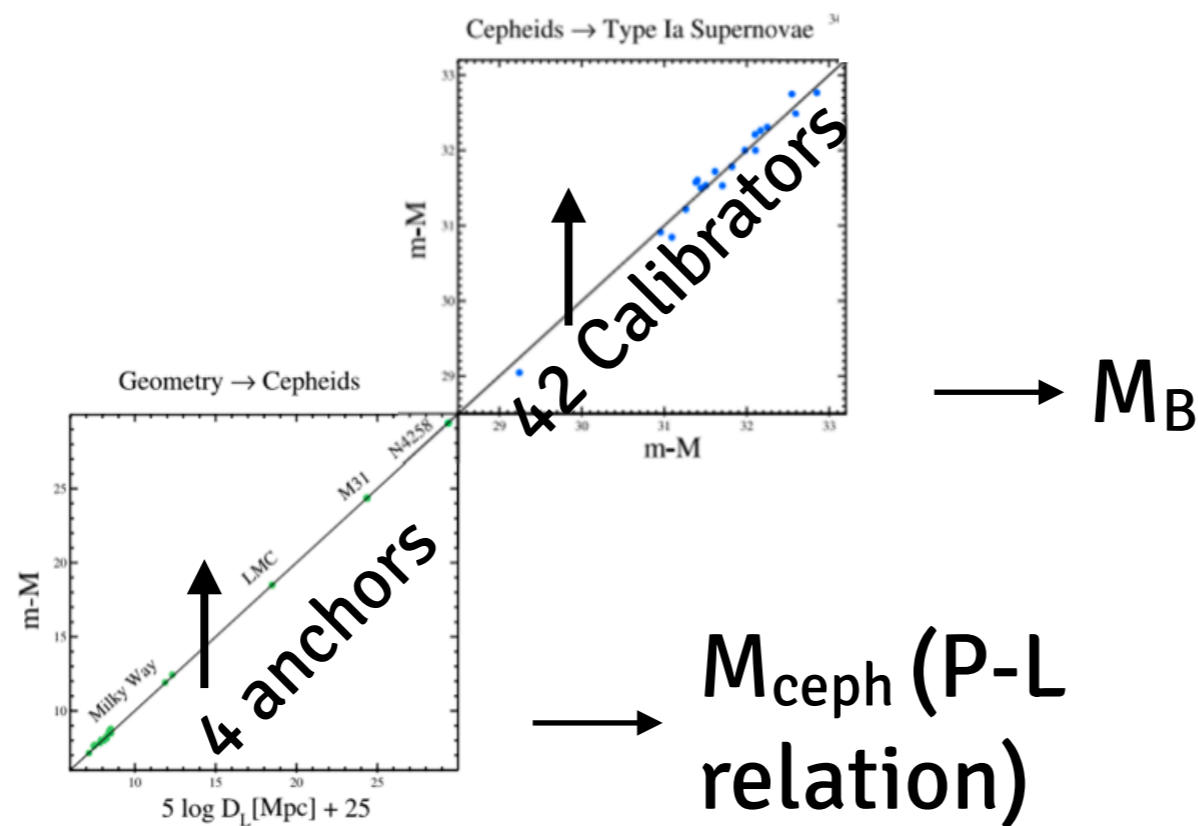 Cepheids → Type Ia Supernovae
33
32
31
30
29
m-M
42 Calibrators
29 30 31 32 33
m-M
→ M_B
Geometry → Cepheids
25
20
15
10
m-M
N4258
M31
LMC
Milky Way
4 anchors
10 15 20 25
5 log D_L[Mpc] + 25
→ M_ceph (P-L
relation)